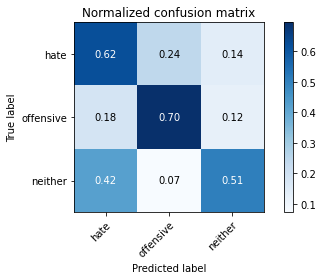 Normalized confusion matrix
True label
hate
0.62 0.24 0.14
offensive
0.18 0.70 0.12
neither
0.42 0.07 0.51
hate
offensive
neither
Predicted label
0.6
0.5
0.4
0.3
0.2
0.1